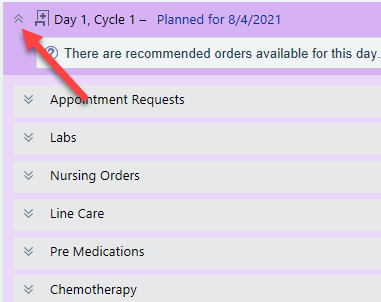 Day 1, Cycle 1 – Planned for 8/4/2021
? There are recommended orders available for this day.
Appointment Requests
Labs
Nursing Orders
Line Care
Pre Medications
Chemotherapy